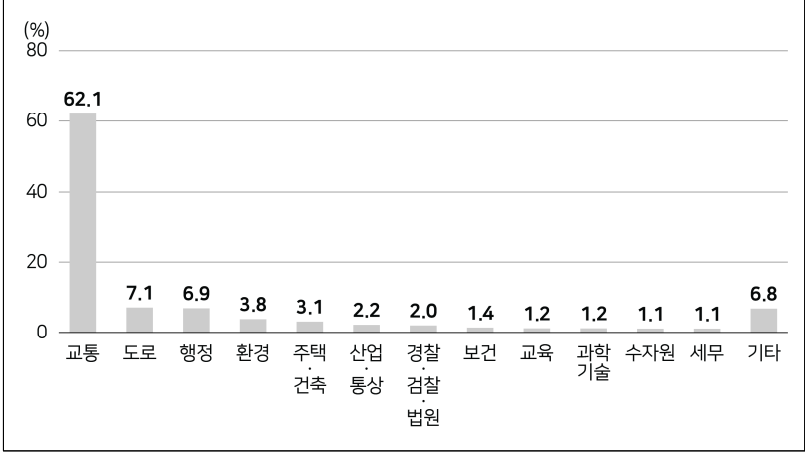 (%)
80
60
40
20
0
62.1
7.1
6.9
3.8
3.1
2.2
2.0
1.4
1.2
1.2
1.1
1.1
6.8
교통
도로
행정
환경
주택
·
건축
산업
·
통상
경찰
·
검찰
·
법원
보건
교육
과학
기술
수자원
세무
기타